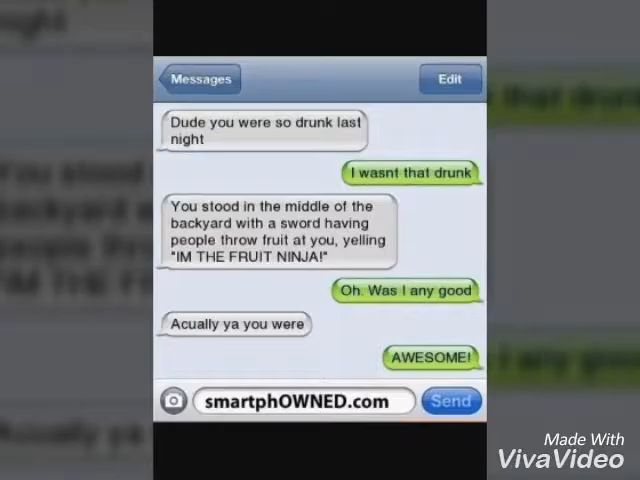 Messages
Edit
Dude you were so drunk last
night
I wasnt that drunk
You stood in the middle of the
backyard with a sword having
people throw fruit at you, yelling
"IM THE FRUIT NINJA!"
Oh. Was I any good
Acually ya you were
AWESOME!
smartphOWNED.com
Send
Made With
VivaVideo